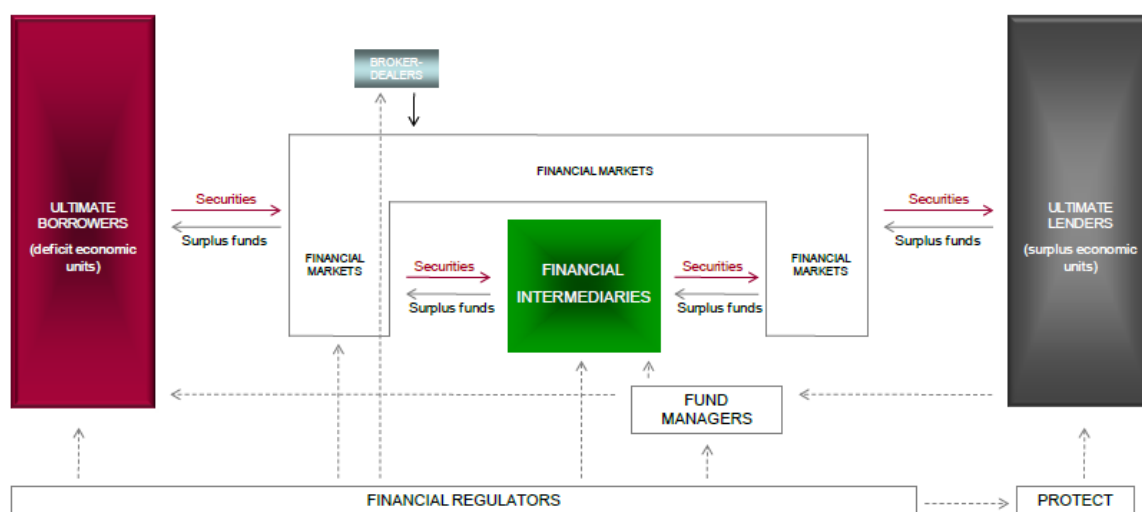 BROKER-
DEALERS
FINANCIAL MARKETS
ULTIMATE
BORROWERS
(deficit economic
units)
Securities
Surplus funds
FINANCIAL
MARKETS
Securities
Surplus funds
FINANCIAL
INTERMEDIARIES
Securities
Surplus funds
FINANCIAL
MARKETS
Securities
Surplus funds
ULTIMATE
LENDERS
(surplus economic
units)
FUND
MANAGERS
FINANCIAL REGULATORS
PROTECT